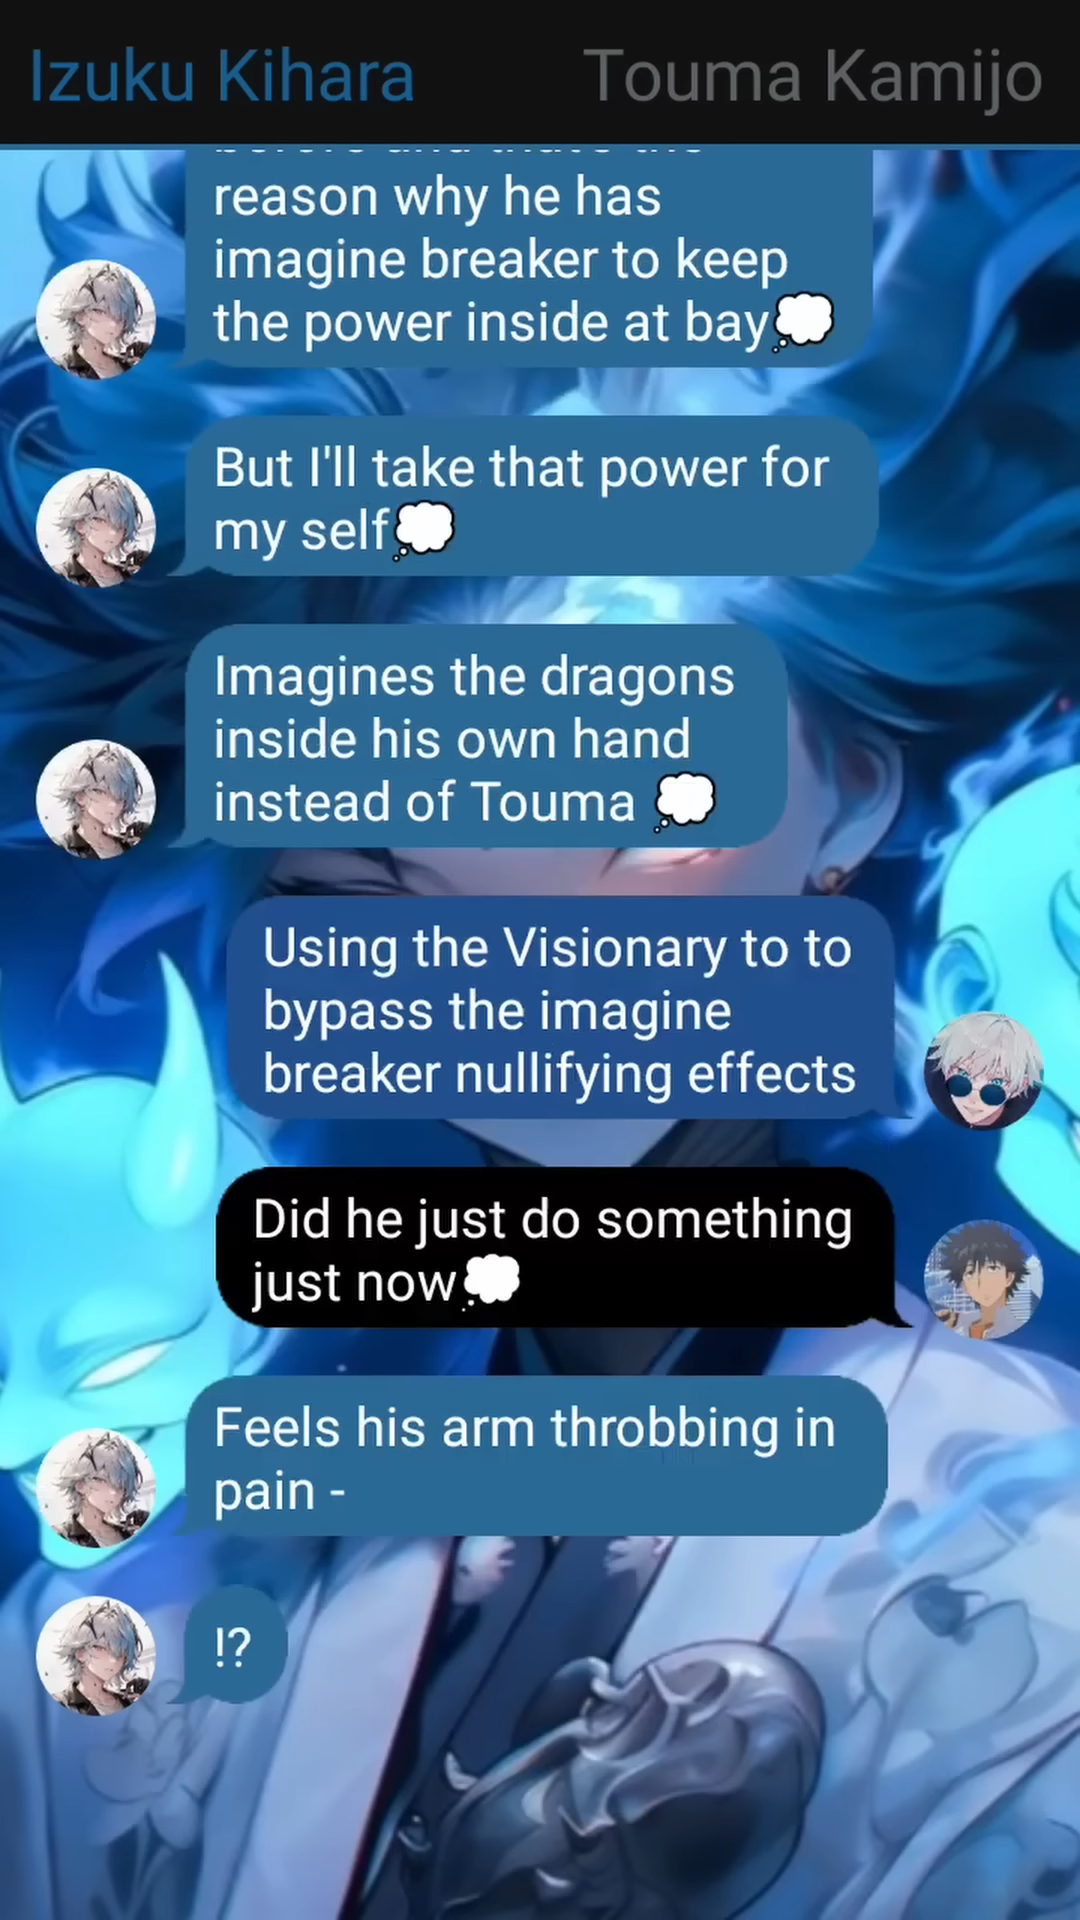 Izuku Kihara
Touma Kamijo
reason why he has
imagine breaker to keep
the power inside at bay💭
But I'll take that power for
my self💭
Imagines the dragons
inside his own hand
instead of Touma 💭
Using the Visionary to to
bypass the imagine
breaker nullifying effects
Did he just do something
just now💭
Feels his arm throbbing in
pain -
!?